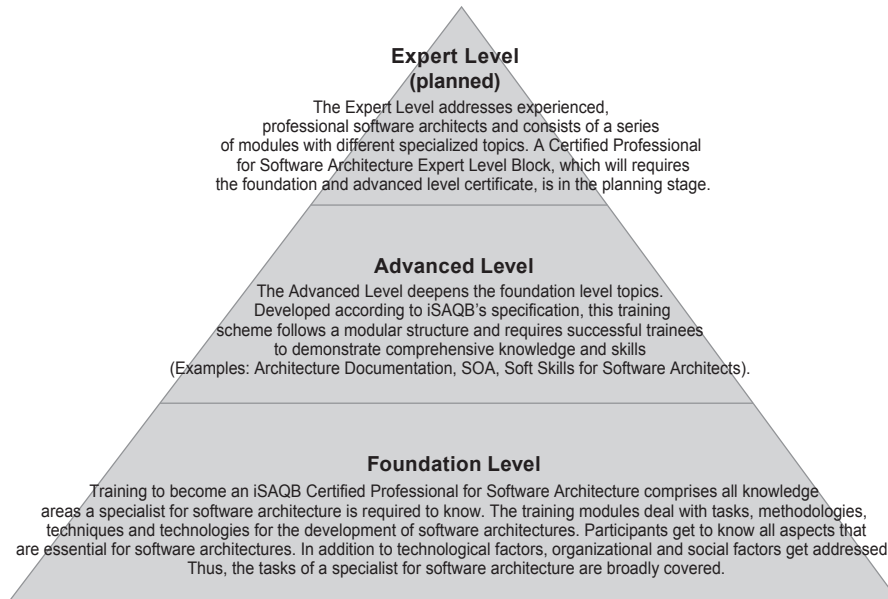 Expert Level
(planned)
The Expert Level addresses experienced,
professional software architects and consists of a series
of modules with different specialized topics. A Certified Professional
for Software Architecture Expert Level Block, which will requires
the foundation and advanced level certificate, is in the planning stage.
Advanced Level
The Advanced Level deepens the foundation level topics.
Developed according to iSAQB's specification, this training
scheme follows a modular structure and requires successful trainees
to demonstrate comprehensive knowledge and skills
(Examples: Architecture Documentation, SOA, Soft Skills for Software Architects).
Foundation Level
Training to become an iSAQB Certified Professional for Software Architecture comprises all knowledge
areas a specialist for software architecture is required to know. The training modules deal with tasks, methodologies,
techniques and technologies for the development of software architectures. Participants get to know all aspects that
are essential for software architectures. In addition to technological factors, organizational and social factors get addressed
Thus, the tasks of a specialist for software architecture are broadly covered.